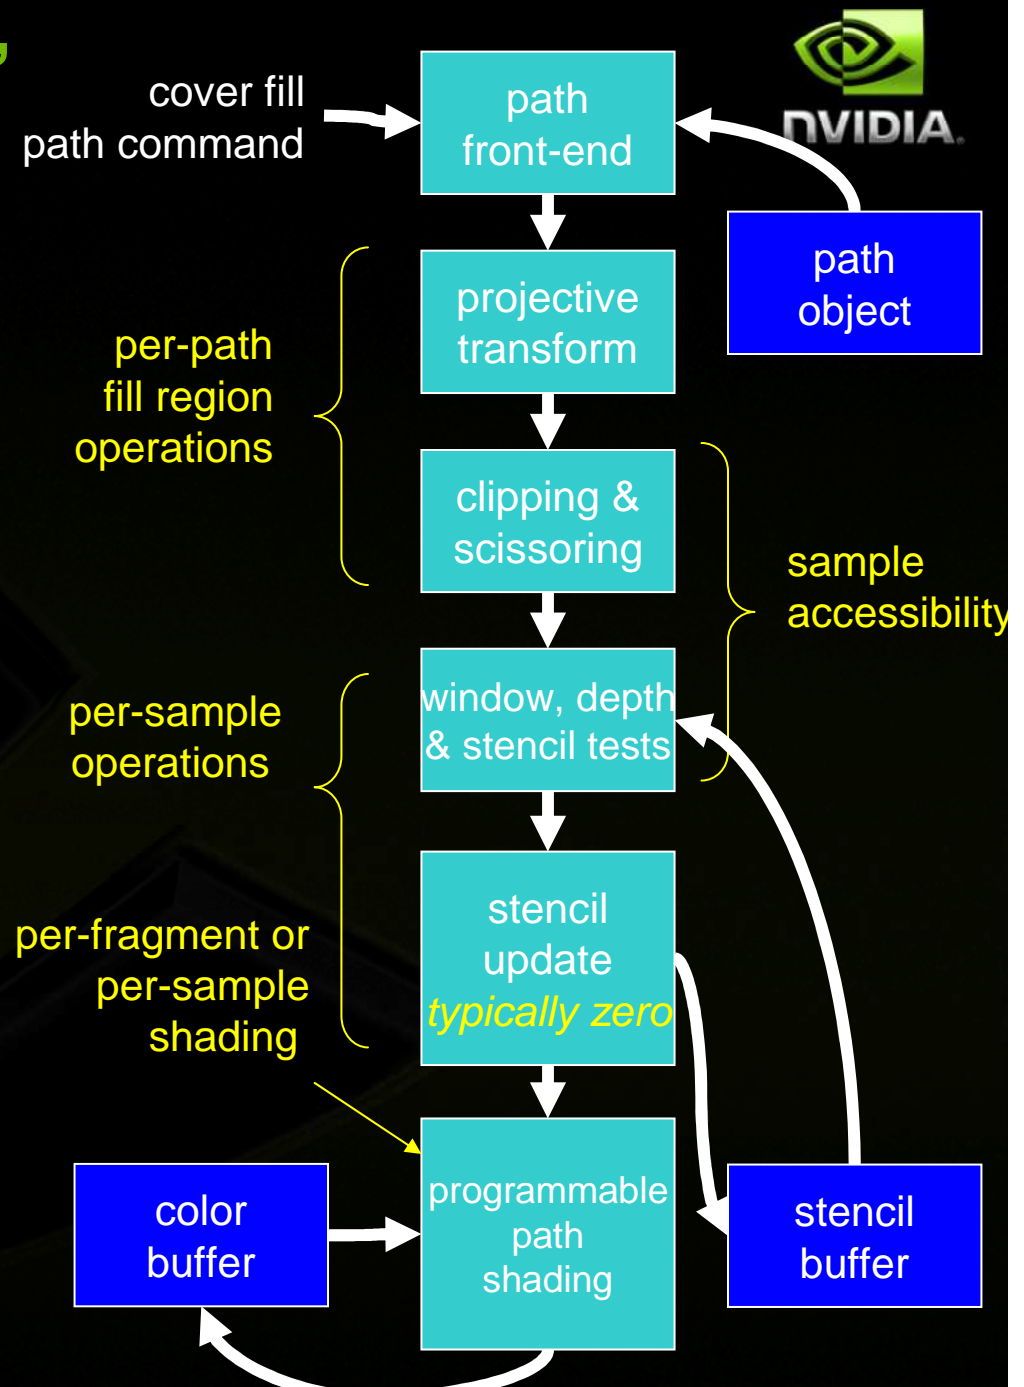 cover fill
path command
path
front-end
NVIDIA
path
object
projective
transform
per-path
fill region
operations
clipping &
scissoring
sample
accessibility
window, depth
& stencil tests
per-sample
operations
stencil
update
typically zero
per-fragment or
per-sample
shading
programmable
path
shading
color
buffer
stencil
buffer